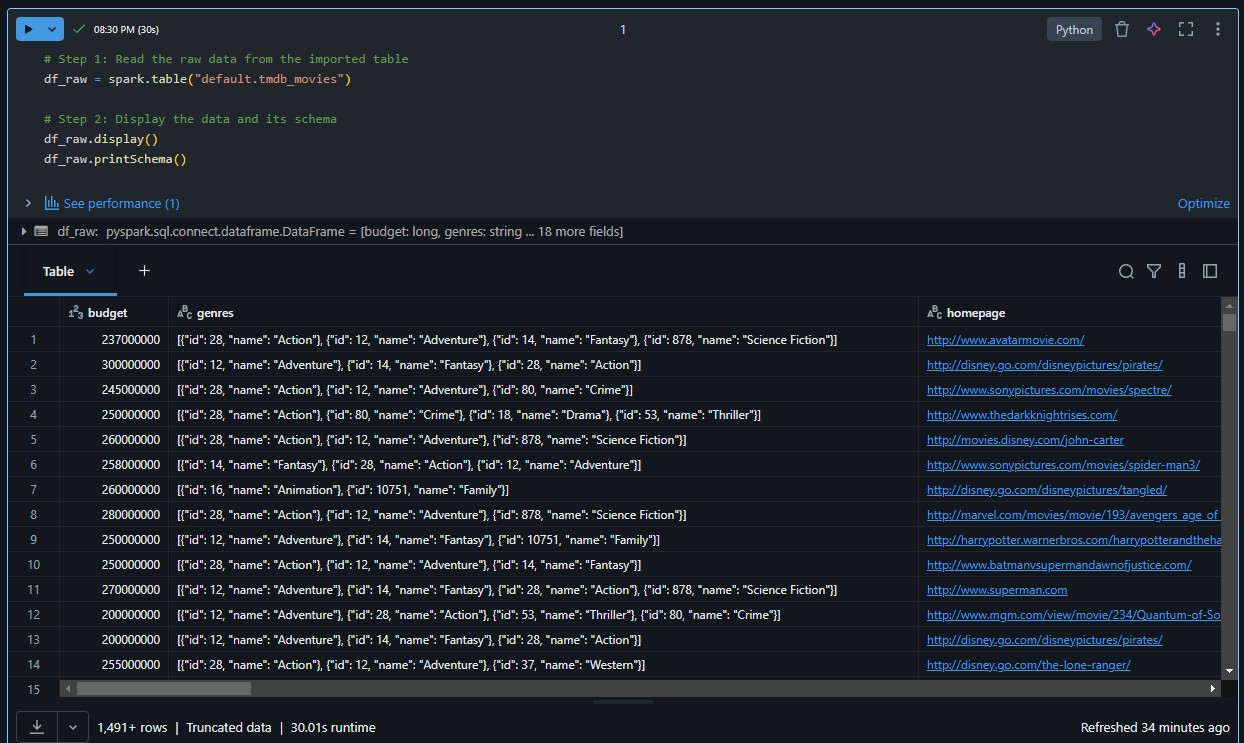 08:30 PM (30s)
1
Python
# Step 1: Read the raw data from the imported table
df_raw = spark.table("default.tmdb_movies")
# Step 2: Display the data and its schema
df_raw.display()
df_raw.printSchema()
See performance (1)
Optimize
df_raw: pyspark.sql.connect.dataframe.DataFrame = [budget: long, genres: string ... 18 more fields]
Table
+
123 budget ABC genres ABC homepage
1 237000000 [{"id": 28, "name": "Action"}, {"id": 12, "name": "Adventure"}, {"id": 14, "name": "Fantasy"}, {"id": 878, "name": "Science Fiction"}] http://www.avatarmovie.com/
2 300000000 [{"id": 12, "name": "Adventure"}, {"id": 14, "name": "Fantasy"}, {"id": 28, "name": "Action"}] http://disney.go.com/disneypictures/pirates/
3 245000000 [{"id": 28, "name": "Action"}, {"id": 12, "name": "Adventure"}, {"id": 80, "name": "Crime"}] http://www.sonypictures.com/movies/spectre/
4 250000000 [{"id": 28, "name": "Action"}, {"id": 80, "name": "Crime"}, {"id": 18, "name": "Drama"}, {"id": 53, "name": "Thriller"}] http://www.thedarkknightrises.com/
5 260000000 [{"id": 28, "name": "Action"}, {"id": 12, "name": "Adventure"}, {"id": 878, "name": "Science Fiction"}] http://movies.disney.com/john-carter
6 258000000 [{"id": 14, "name": "Fantasy"}, {"id": 28, "name": "Action"}, {"id": 12, "name": "Adventure"}] http://www.sonypictures.com/movies/spider-man3/
7 260000000 [{"id": 16, "name": "Animation"}, {"id": 10751, "name": "Family"}] http://disney.go.com/disneypictures/tangled/
8 280000000 [{"id": 28, "name": "Action"}, {"id": 12, "name": "Adventure"}, {"id": 878, "name": "Science Fiction"}] http://marvel.com/movies/movie/193/avengers_age_of_
9 250000000 [{"id": 12, "name": "Adventure"}, {"id": 14, "name": "Fantasy"}, {"id": 10751, "name": "Family"}] http://harrypotter.warnerbros.com/harrypotterandtheha
10 250000000 [{"id": 28, "name": "Action"}, {"id": 12, "name": "Adventure"}, {"id": 14, "name": "Fantasy"}] http://www.batmanvsupermandawnofjustice.com/
11 270000000 [{"id": 12, "name": "Adventure"}, {"id": 14, "name": "Fantasy"}, {"id": 28, "name": "Action"}, {"id": 878, "name": "Science Fiction"}] http://www.superman.com
12 200000000 [{"id": 12, "name": "Adventure"}, {"id": 28, "name": "Action"}, {"id": 53, "name": "Thriller"}, {"id": 80, "name": "Crime"}] http://www.mgm.com/view/movie/234/Quantum-of-So
13 200000000 [{"id": 12, "name": "Adventure"}, {"id": 14, "name": "Fantasy"}, {"id": 28, "name": "Action"}] http://disney.go.com/disneypictures/pirates/
14 255000000 [{"id": 28, "name": "Action"}, {"id": 12, "name": "Adventure"}, {"id": 37, "name": "Western"}] http://disney.go.com/the-lone-ranger/
15
1,491+ rows | Truncated data | 30.01s runtime
Refreshed 34 minutes ago